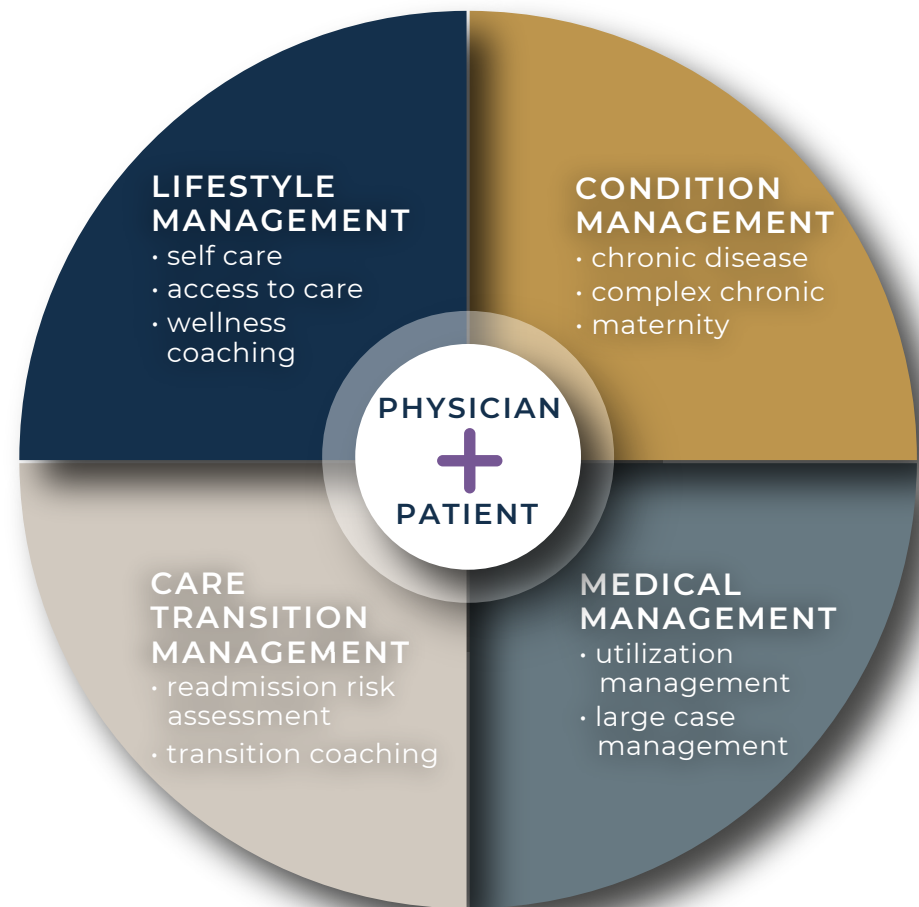 LIFESTYLE
MANAGEMENT
· self care
· access to care
· wellness
coaching
CONDITION
MANAGEMENT
· chronic disease
· complex chronic
· maternity
PHYSICIAN
+
PATIENT
CARE
TRANSITION
MANAGEMENT
· readmission risk
assessment
· transition coaching
MEDICAL
MANAGEMENT
· utilization
management
· large case
management